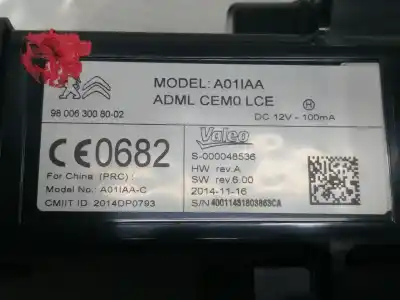 MODEL: A01IAA
ADML CEM0 LCE
98 006 300 80-02
DC 12V - 100mA
CE0682
For China (PRC)
Model No.: A01IAA-C
CMIIT ID: 2014DP0793
Valeo
S-000048536
HW rev.A
SW rev.6.00
2014-11-16
S/N 40011431803863CA